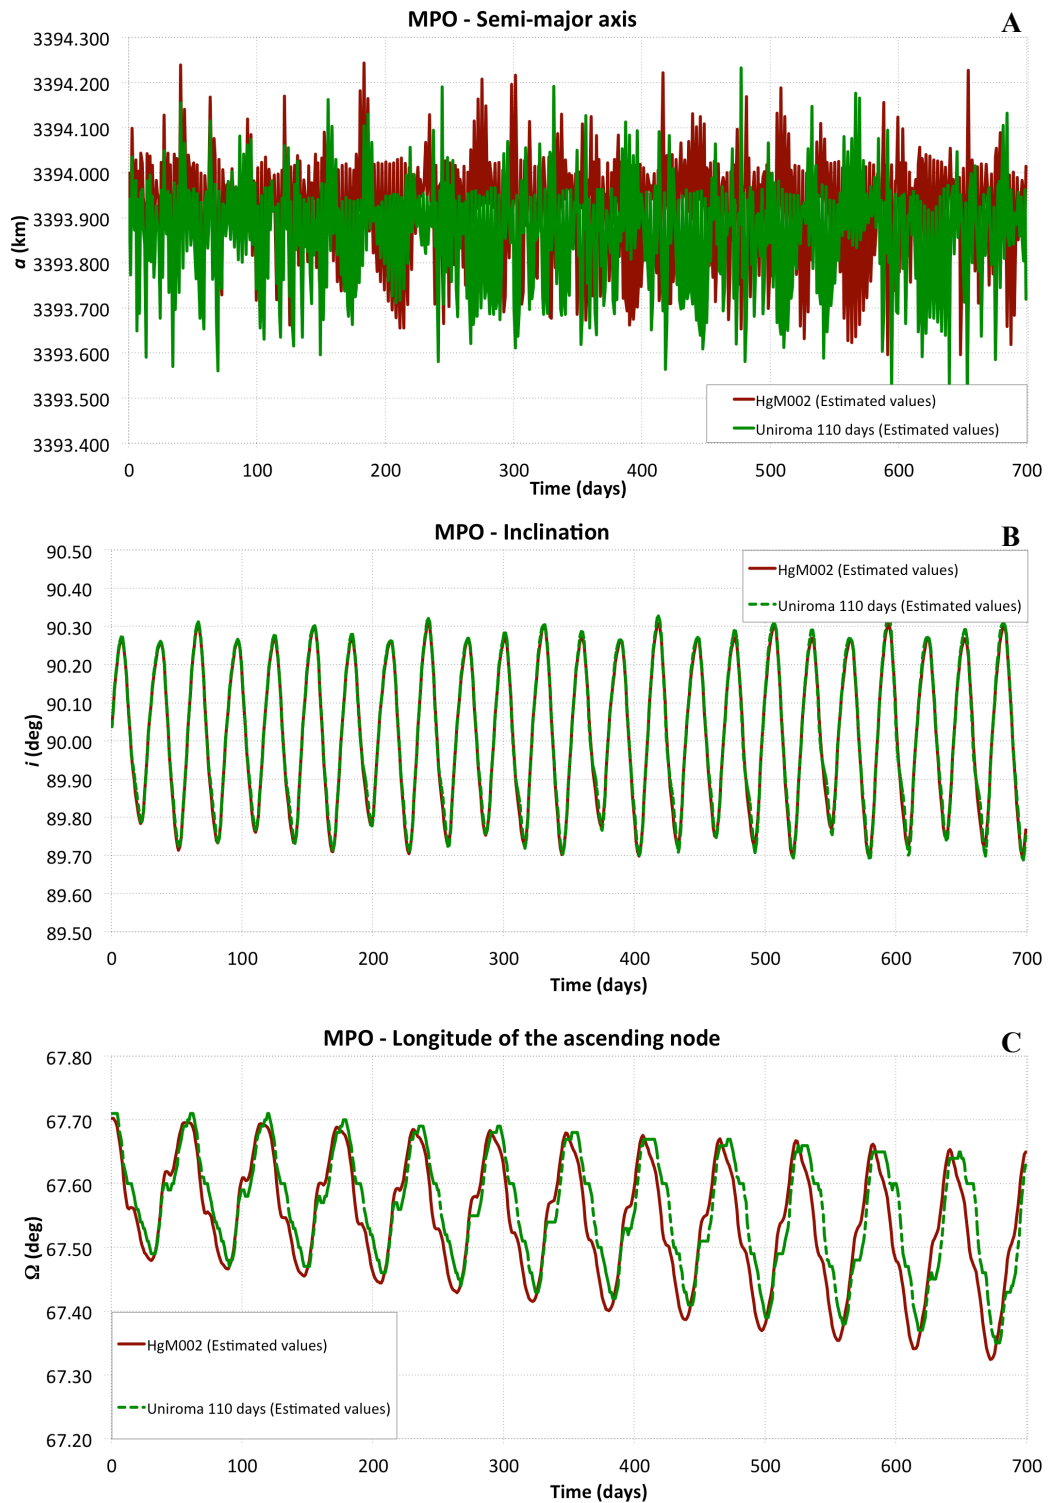 MPO - Semi-major axis
A
3394.300
3394.200
3394.100
3394.000
3393.900
3393.800
3393.700
3393.600
3393.500
3393.400
a (km)
HgM002 (Estimated values)
Uniroma 110 days (Estimated values)
0 100 200 300 400 500 600 700
Time (days)
MPO - Inclination
B
90.50
90.40
90.30
90.20
90.10
90.00
89.90
89.80
89.70
89.60
89.50
i (deg)
HgM002 (Estimated values)
Uniroma 110 days (Estimated values)
0 100 200 300 400 500 600 700
Time (days)
MPO - Longitude of the ascending node
C
67.80
67.70
67.60
67.50
67.40
67.30
67.20
Ω (deg)
HgM002 (Estimated values)
Uniroma 110 days (Estimated values)
0 100 200 300 400 500 600 700
Time (days)